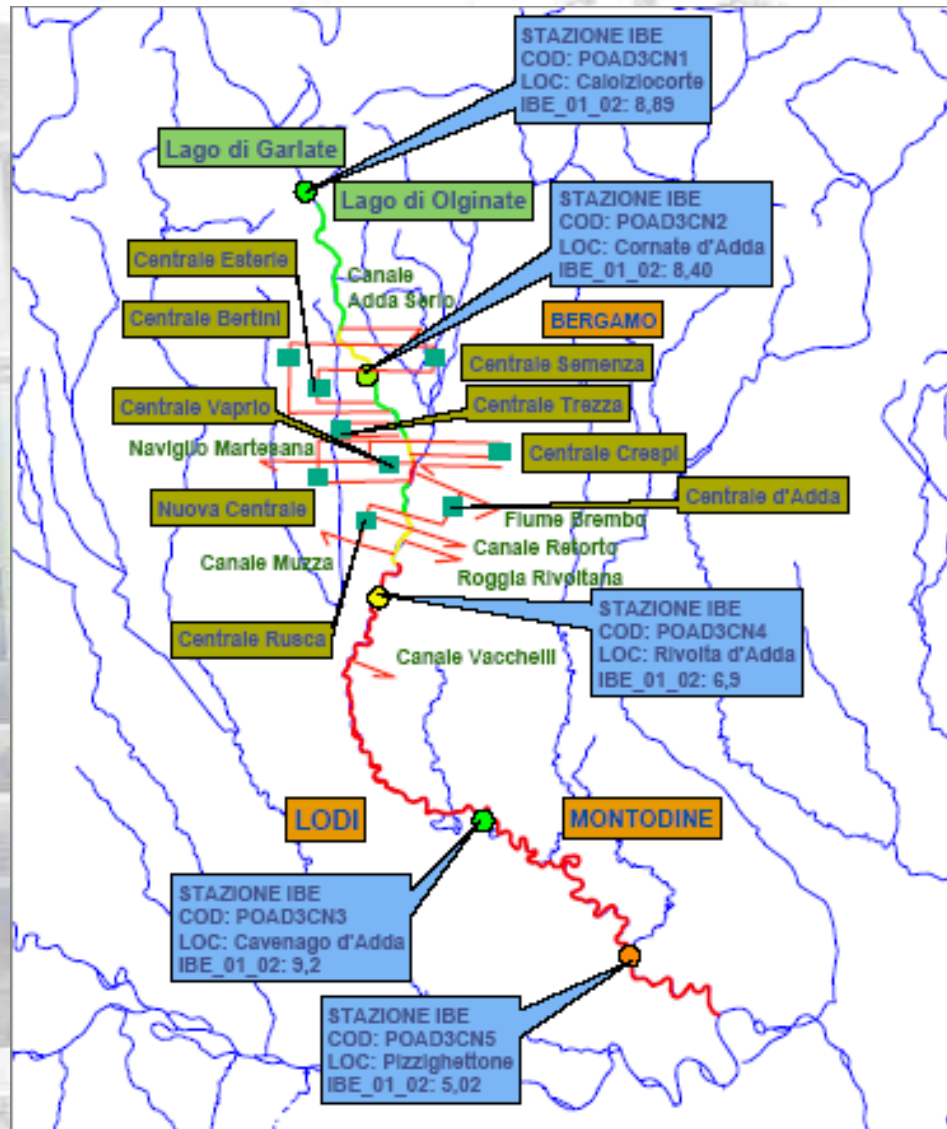 STAZIONE IBE
COD: POAD3CN1
LOC: Calolziocorte
IBE_01_02: 8,89
Lago di Garlate
Lago di Olginate
STAZIONE IBE
COD: POAD3CN2
LOC: Cornate d'Adda
IBE_01_02: 8,40
Centrale Esterle
Canale
Adda Serio
Centrale Bertini
BERGAMO
Centrale Semenza
Centrale Vaprio
Centrale Trezza
Naviglio Martesana
Centrale Crespi
Nuova Centrale
Centrale d'Adda
Fiume Brembo
Canale Retorto
Canale Muzza
Roggia Rivoltana
STAZIONE IBE
COD: POAD3CN4
LOC: Rivolta d'Adda
IBE_01_02: 6,9
Centrale Rusca
Canale Vacchelli
LODI
MONTODINE
STAZIONE IBE
COD: POAD3CN3
LOC: Cavenago d'Adda
IBE_01_02: 9,2
STAZIONE IBE
COD: POAD3CN5
LOC: Pizzighettone
IBE_01_02: 5,02